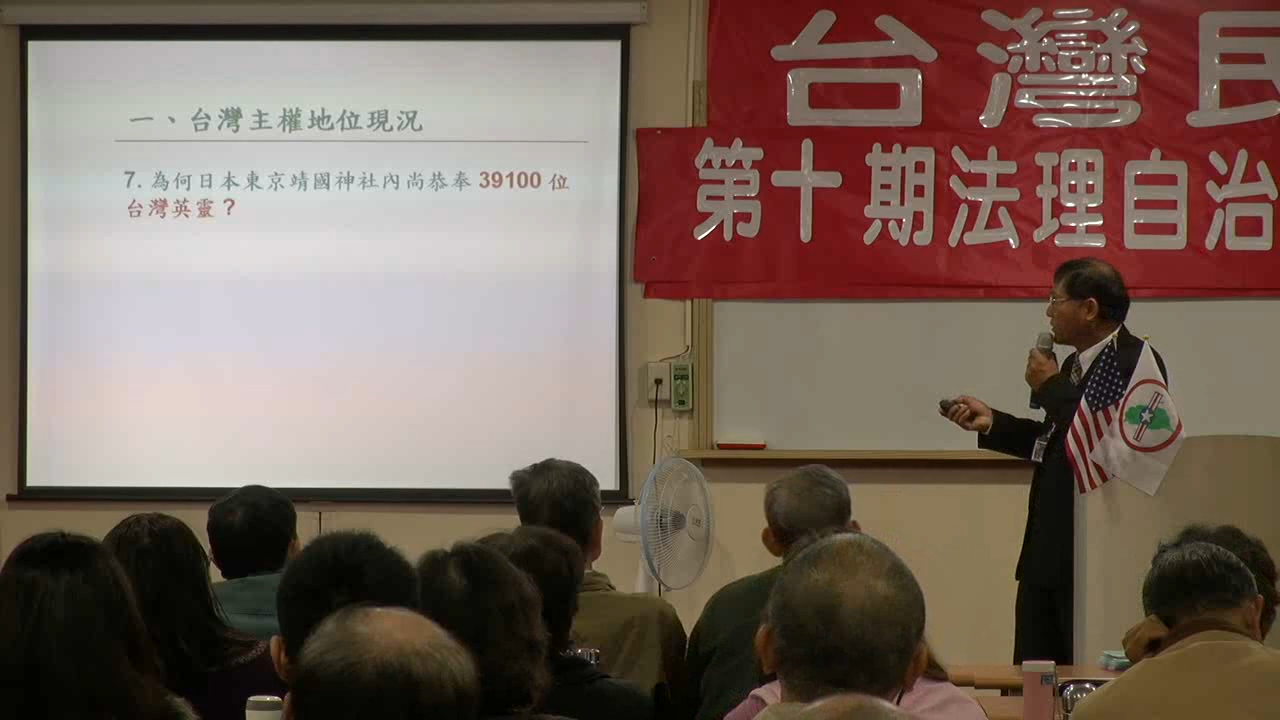 一、台灣主權地位現況
7. 為何日本東京靖國神社內尚恭奉 39100 位
台灣英靈？
台灣民
第十期法理自治